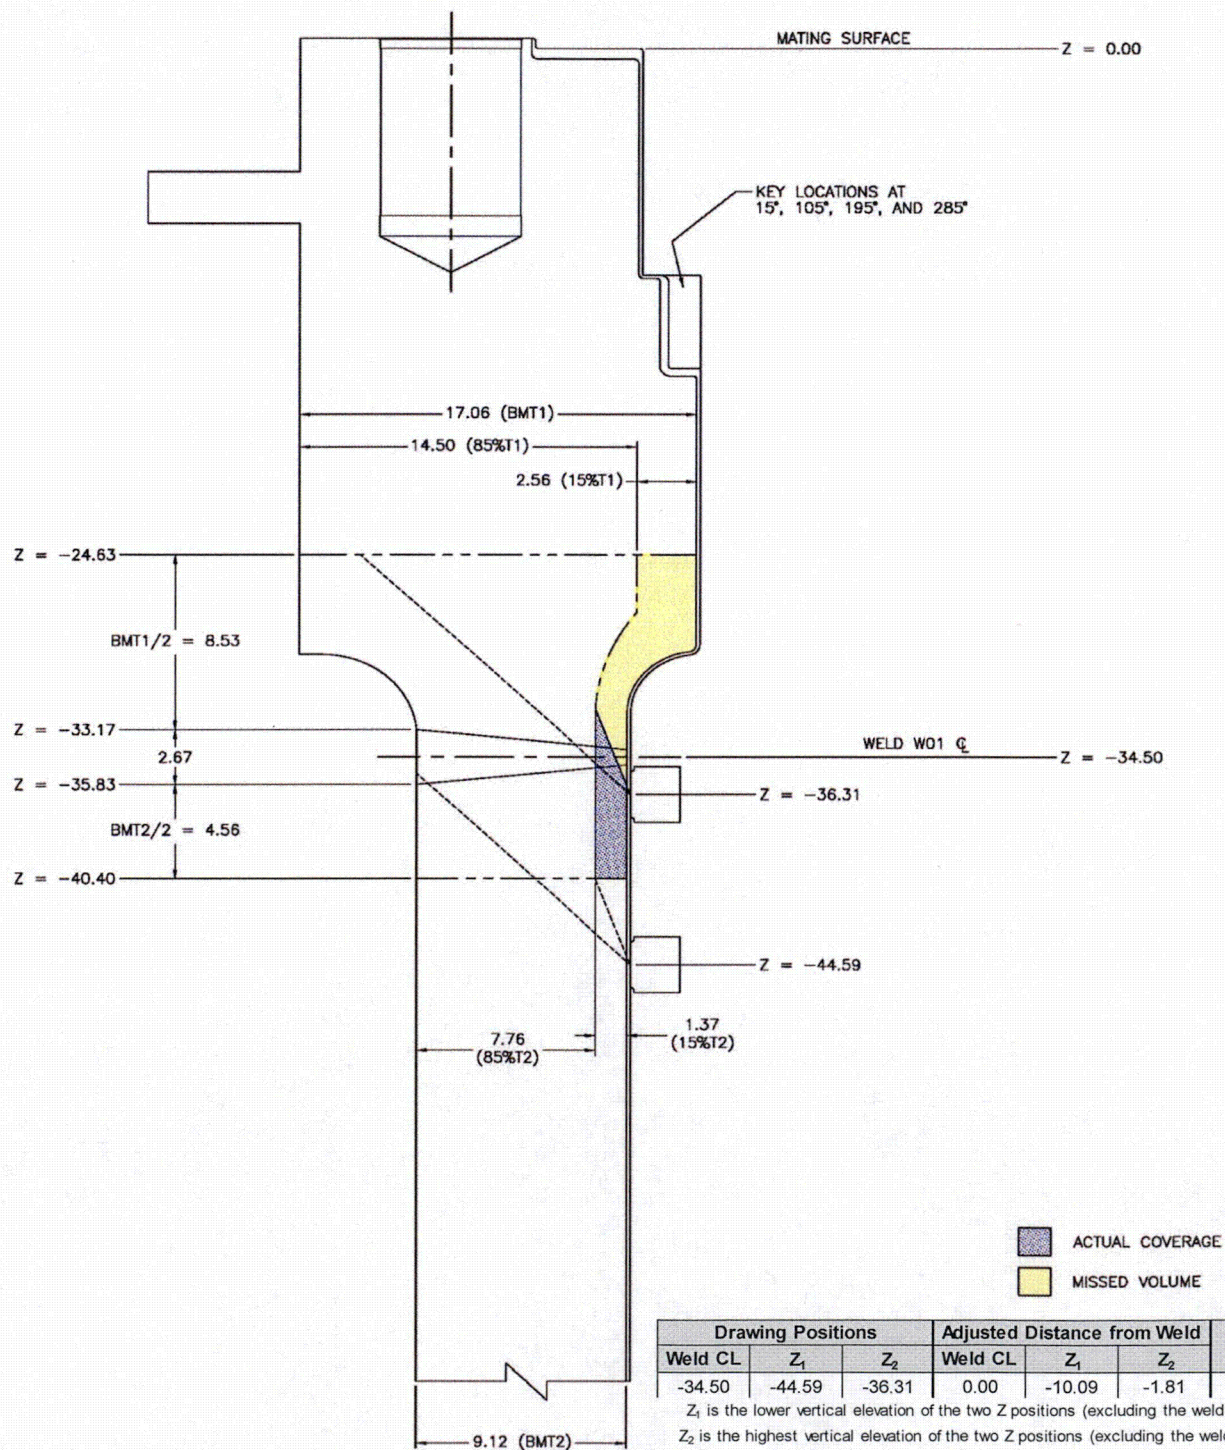 MATING SURFACE
Z = 0.00
KEY LOCATIONS AT
15°, 105°, 195°, AND 285°
17.06 (BMT1)
14.50 (85%T1)
2.56 (15%T1)
Z = -24.63
BMT1/2 = 8.53
Z = -33.17
2.67
WELD W01 ℄
Z = -34.50
Z = -35.83
Z = -36.31
BMT2/2 = 4.56
Z = -40.40
Z = -44.59
7.76
(85%T2)
1.37
(15%T2)
ACTUAL COVERAGE
MISSED VOLUME
Drawing Positions Adjusted Distance from Weld
Weld CL Z₁ Z₂ Weld CL Z₁ Z₂
-34.50 -44.59 -36.31 0.00 -10.09 -1.81
Z₁ is the lower vertical elevation of the two Z positions (excluding the weld
Z₂ is the highest vertical elevation of the two Z positions (excluding the wel
9.12 (BMT2)